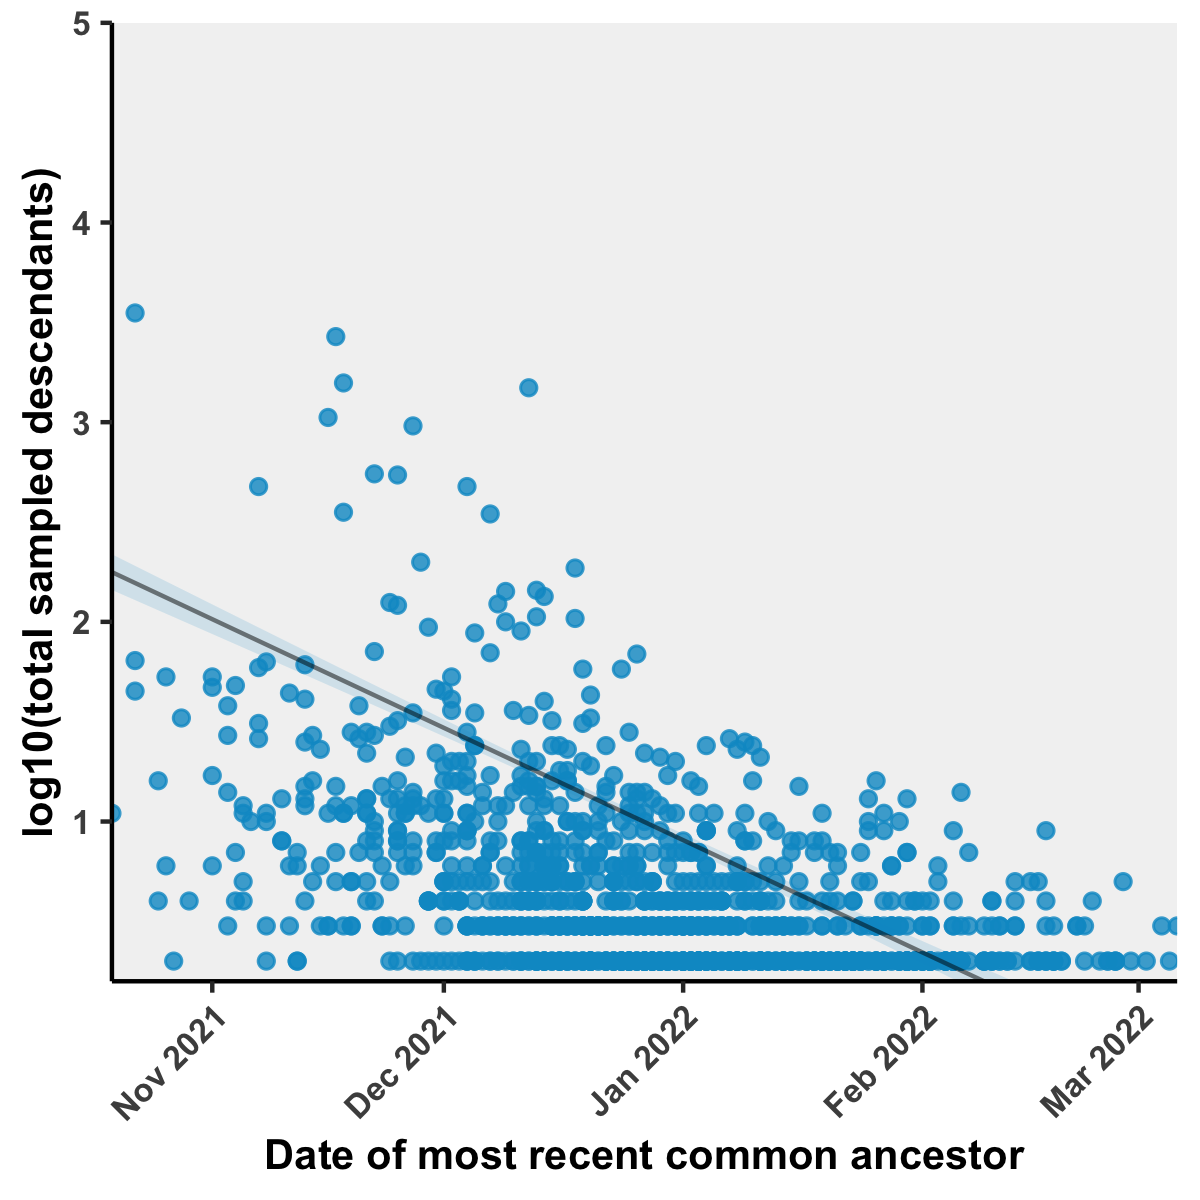 log10(total sampled descendants)
5
4
3
2
1
Nov 2021
Dec 2021
Jan 2022
Feb 2022
Mar 2022
Date of most recent common ancestor